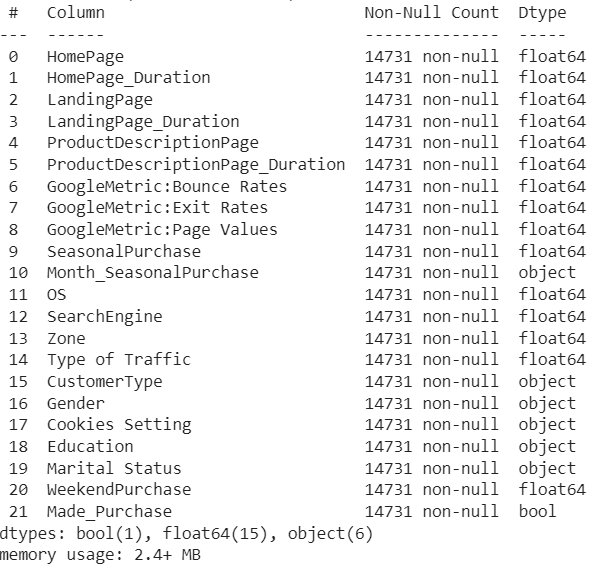 #   Column                           Non-Null Count  Dtype
---  ------                           --------------  -----
 0   HomePage                         14731 non-null  float64
 1   HomePage_Duration                14731 non-null  float64
 2   LandingPage                      14731 non-null  float64
 3   LandingPage_Duration             14731 non-null  float64
 4   ProductDescriptionPage           14731 non-null  float64
 5   ProductDescriptionPage_Duration  14731 non-null  float64
 6   GoogleMetric:Bounce Rates        14731 non-null  float64
 7   GoogleMetric:Exit Rates          14731 non-null  float64
 8   GoogleMetric:Page Values         14731 non-null  float64
 9   SeasonalPurchase                 14731 non-null  float64
 10  Month_SeasonalPurchase           14731 non-null  object
 11  OS                               14731 non-null  float64
 12  SearchEngine                     14731 non-null  float64
 13  Zone                             14731 non-null  float64
 14  Type of Traffic                  14731 non-null  float64
 15  CustomerType                     14731 non-null  object
 16  Gender                           14731 non-null  object
 17  Cookies Setting                  14731 non-null  object
 18  Education                        14731 non-null  object
 19  Marital Status                   14731 non-null  object
 20  WeekendPurchase                  14731 non-null  float64
 21  Made_Purchase                    14731 non-null  bool
dtypes: bool(1), float64(15), object(6)
memory usage: 2.4+ MB